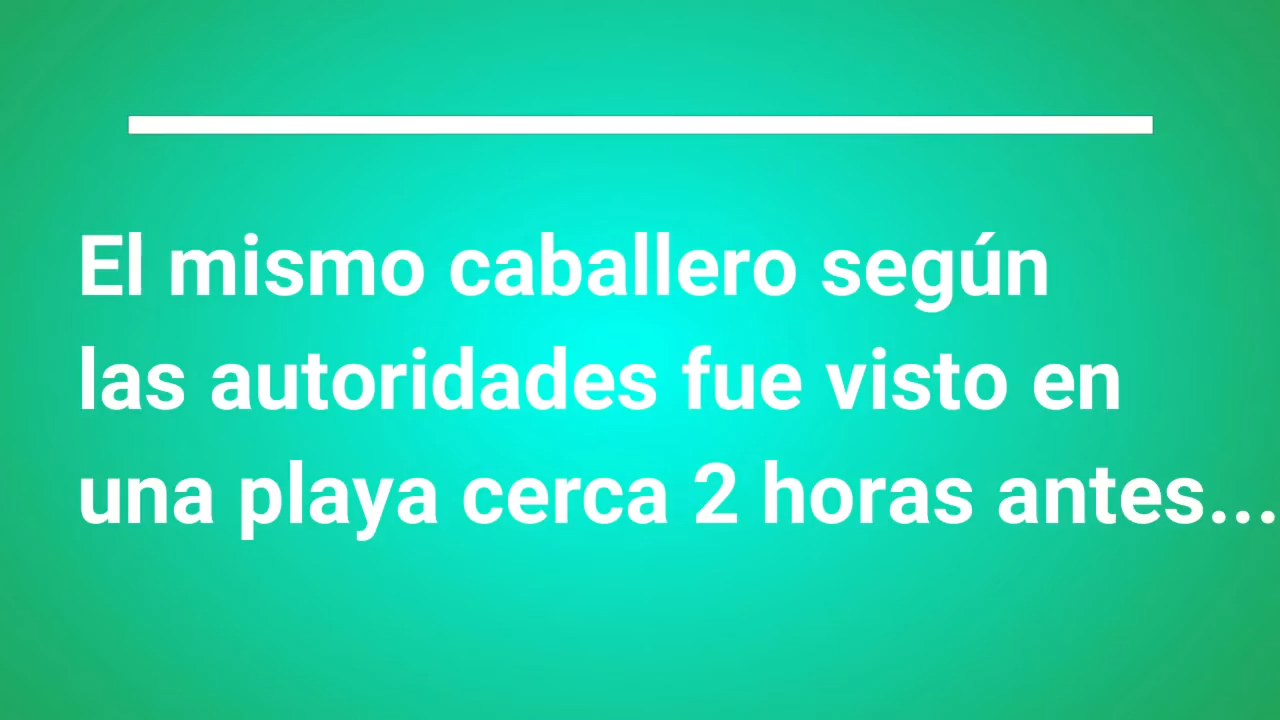 El mismo caballero según
las autoridades fue visto en
una playa cerca 2 horas antes...